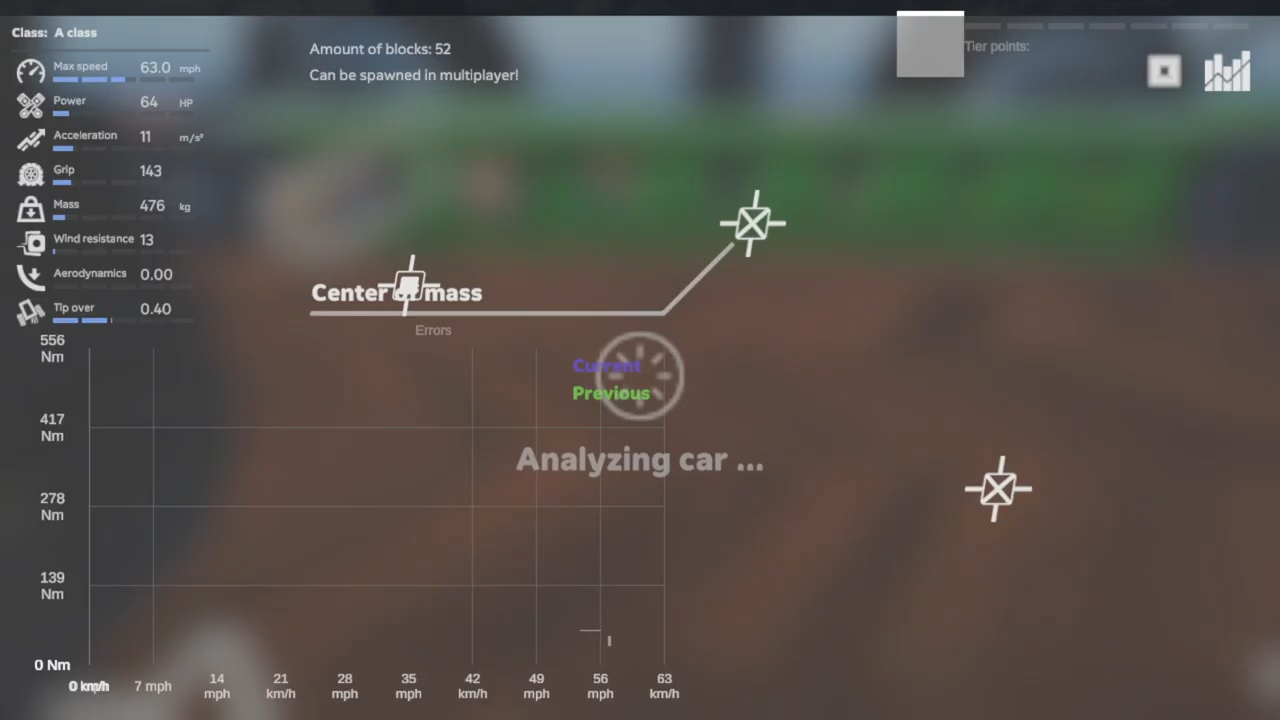 Class: A class
Max speed 63.0 mph
Power 64 HP
Acceleration 11 m/s²
Grip 143
Mass 476 kg
Wind resistance 13
Aerodynamics 0.00
Tip over 0.40
Amount of blocks: 52
Can be spawned in multiplayer!
Tier points:
Center of mass
Errors
Current
Previous
Analyzing car ...
556 Nm
417 Nm
278 Nm
139 Nm
0 Nm
0 km/h
7 mph
14 mph
21 km/h
28 mph
35 mph
42 km/h
49 mph
56 mph
63 km/h